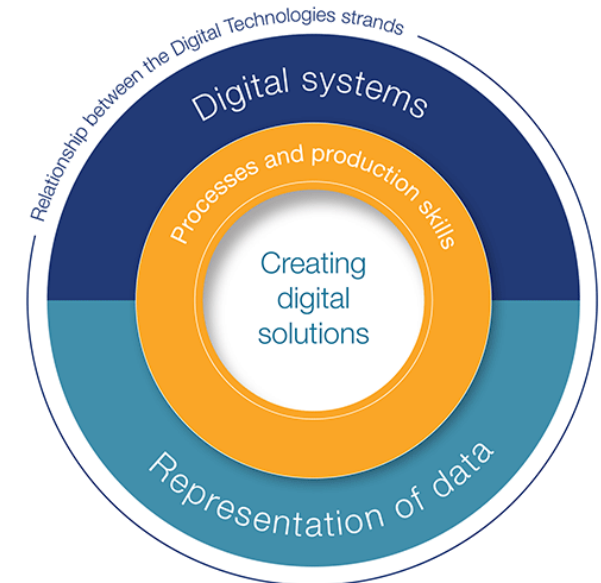 Relationship between the Digital Technologies strands
Digital systems
Processes and production skills
Creating
digital
solutions
Representation of data